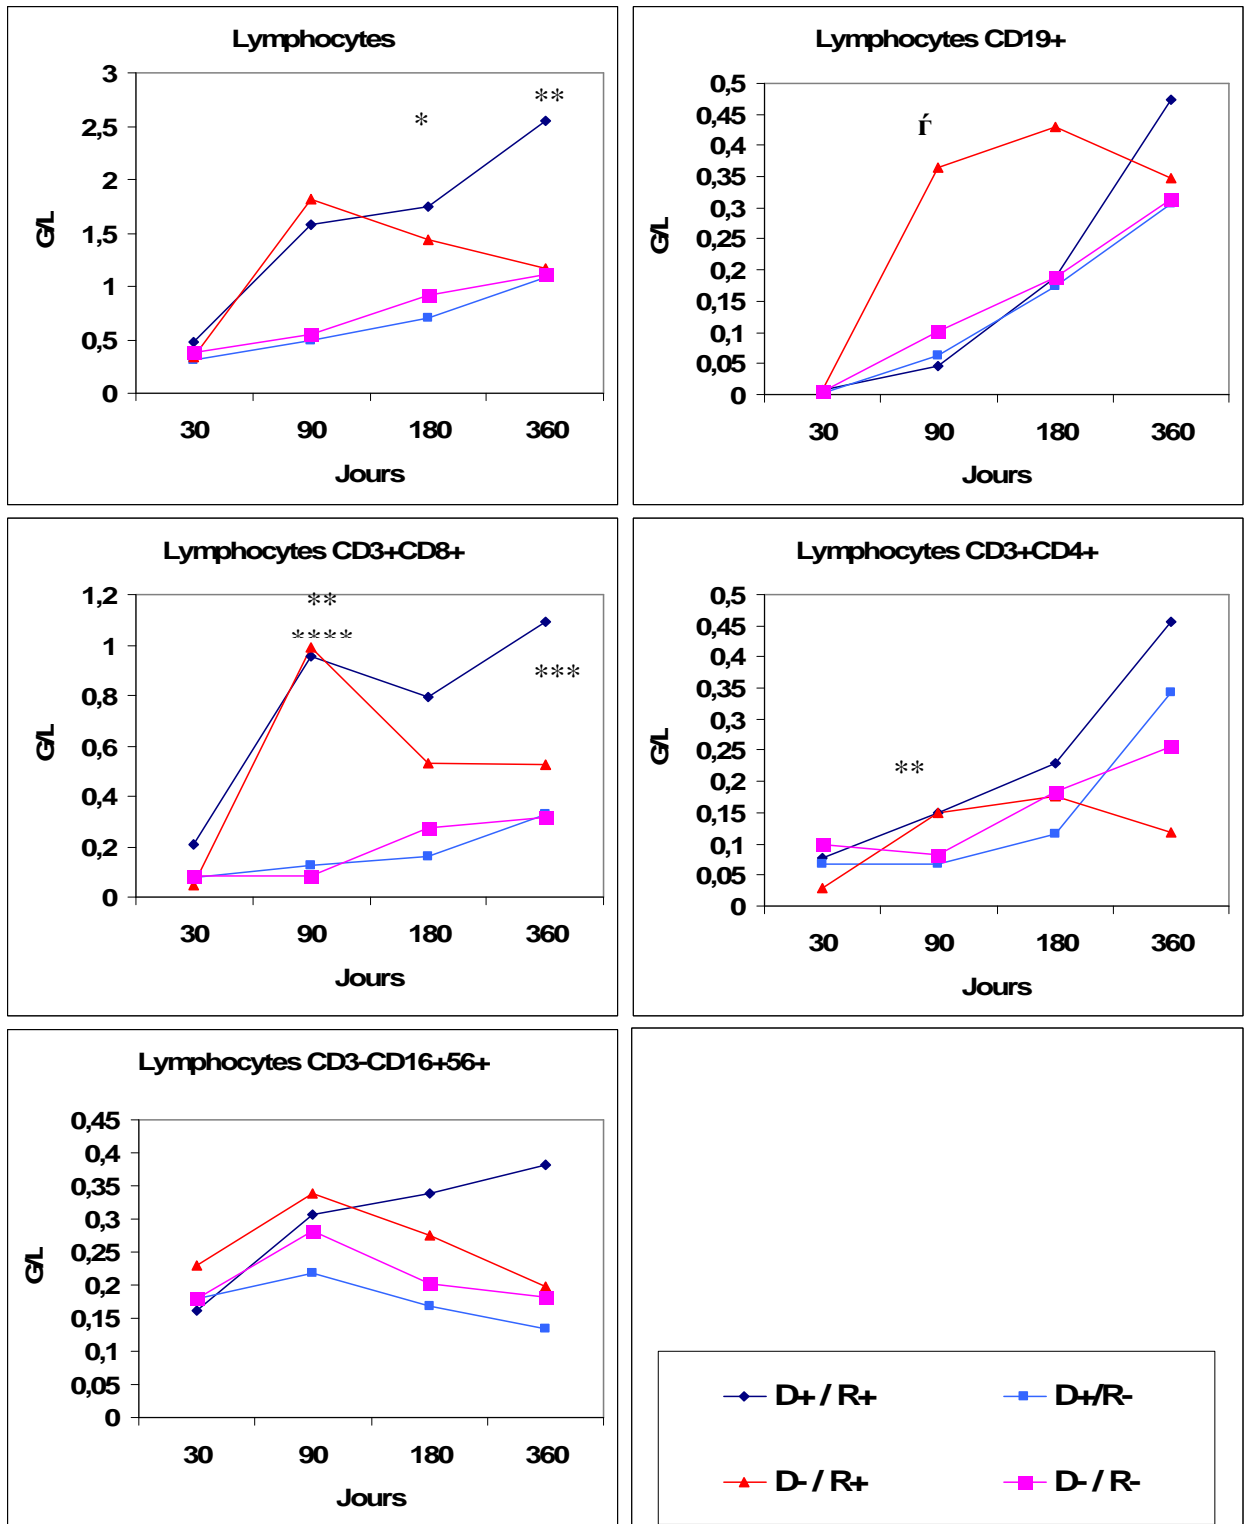 Lymphocytes
3
2,5
2
1,5
1
0,5
0
G/L
*
**
30 90 180 360
Jours
Lymphocytes CD19+
0,5
0,45
0,4
0,35
0,3
0,25
0,2
0,15
0,1
0,05
0
G/L
ѓ
30 90 180 360
Jours
Lymphocytes CD3+CD8+
1,2
1
0,8
0,6
0,4
0,2
0
G/L
**
****
***
30 90 180 360
Jours
Lymphocytes CD3+CD4+
0,5
0,45
0,4
0,35
0,3
0,25
0,2
0,15
0,1
0,05
0
G/L
**
30 90 180 360
Jours
Lymphocytes CD3-CD16+56+
0,45
0,4
0,35
0,3
0,25
0,2
0,15
0,1
0,05
0
G/L
30 90 180 360
Jours
D+ / R+ D+/R-
D- / R+ D- / R-